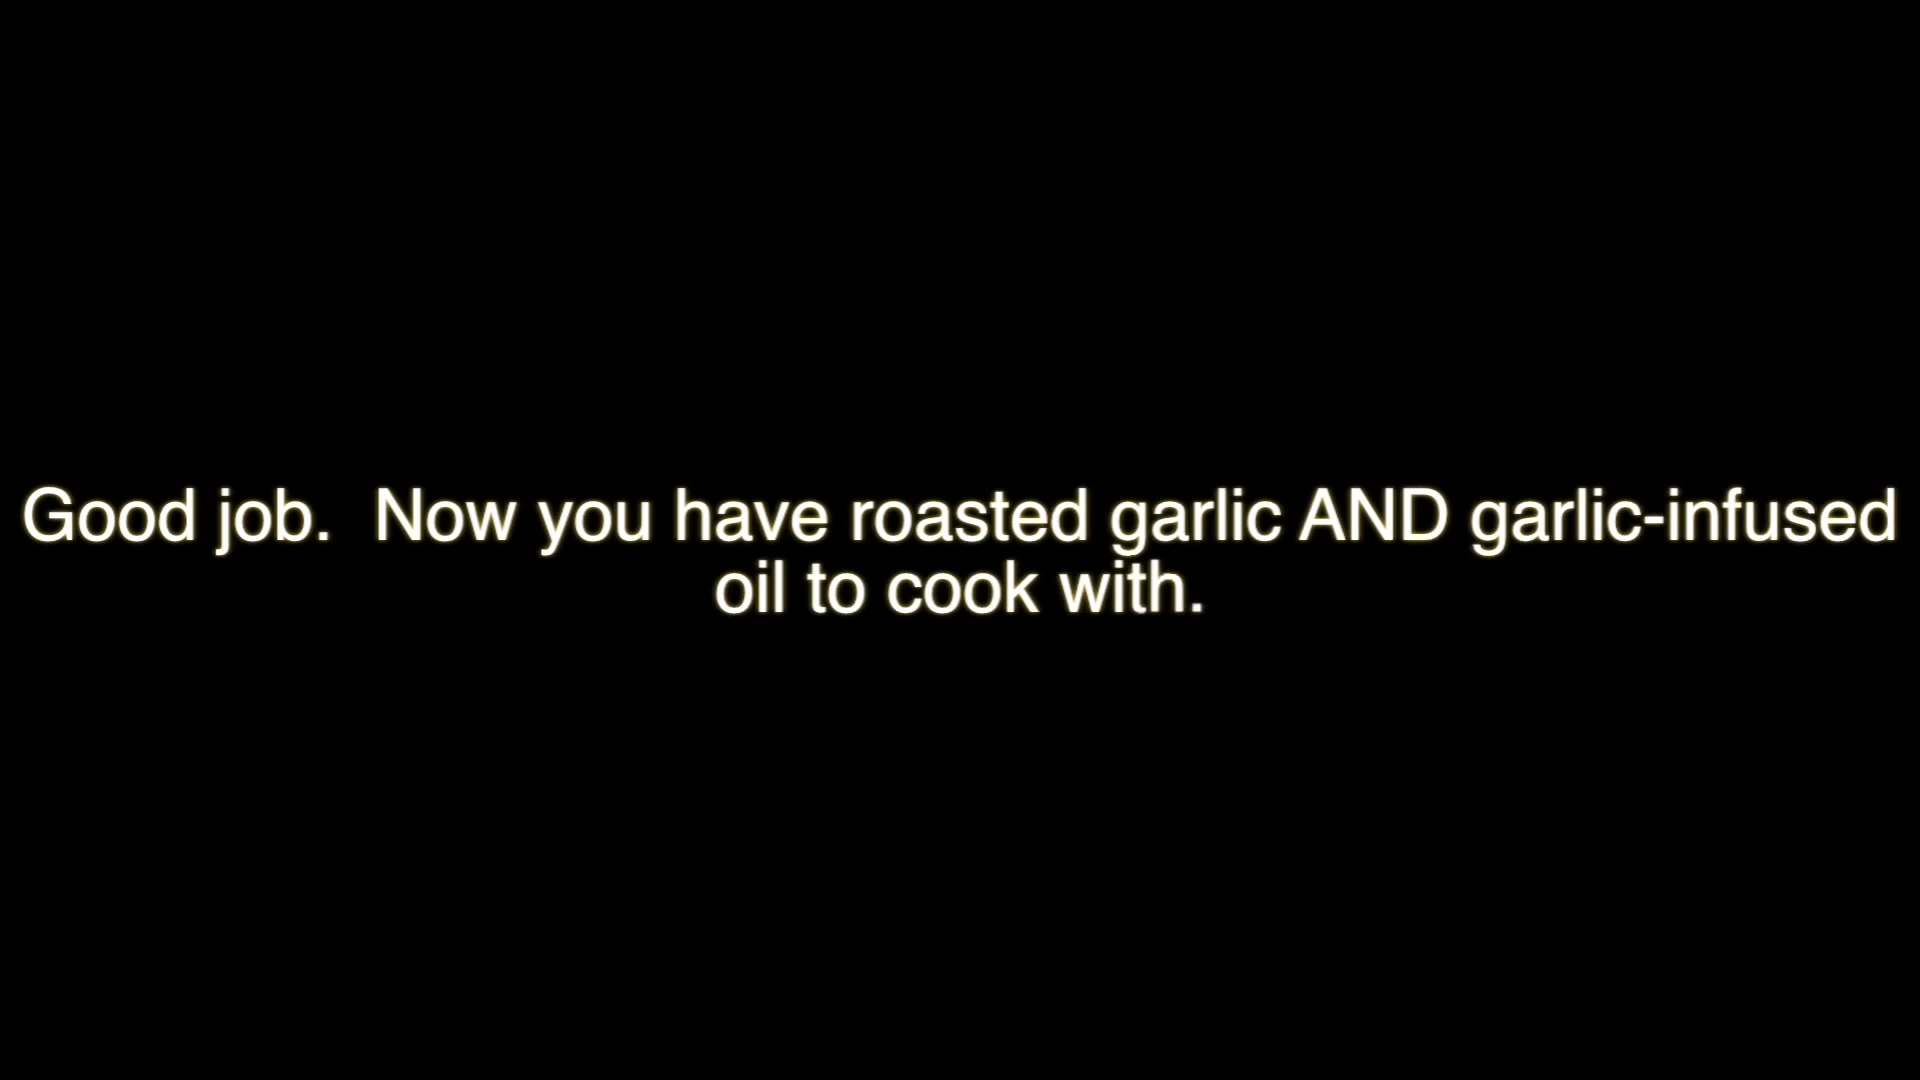 Good job.  Now you have roasted garlic AND garlic-infused
oil to cook with.